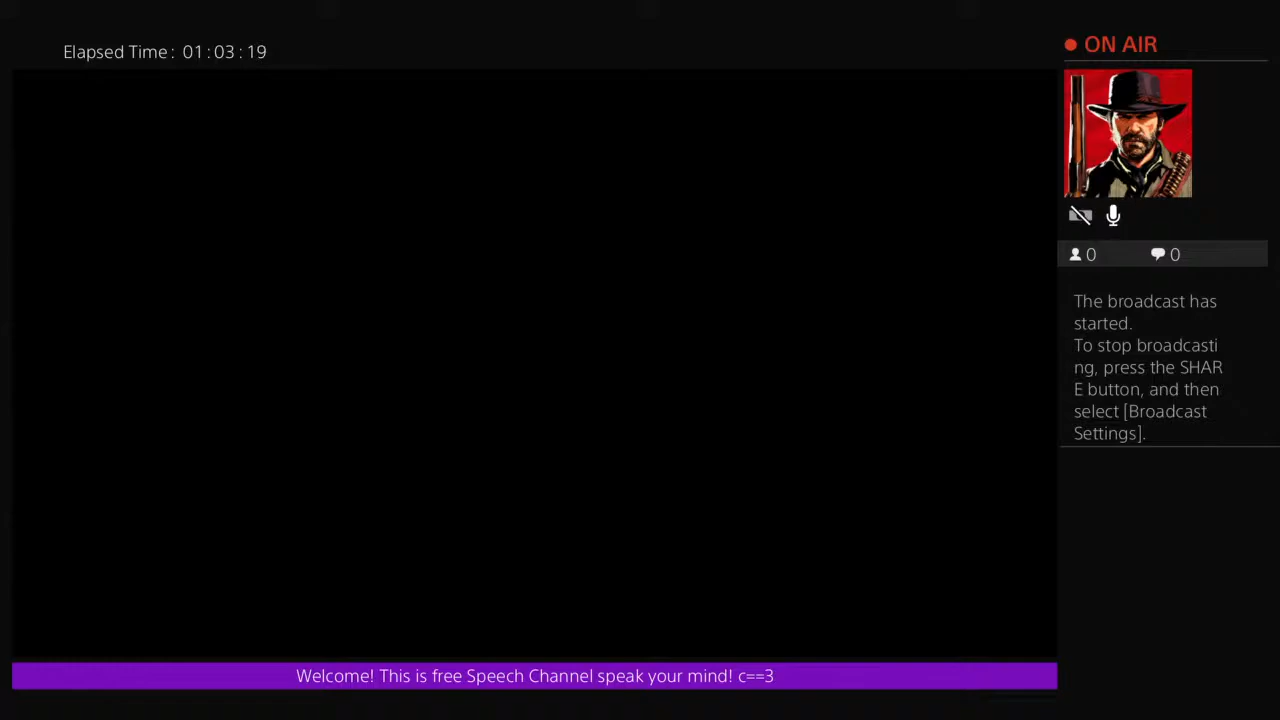 Elapsed Time: 01:03:19
ON AIR
0 0
The broadcast has
started.
To stop broadcasti
ng, press the SHAR
E button, and then
select [Broadcast
Settings].
Welcome! This is free Speech Channel speak your mind! c==3